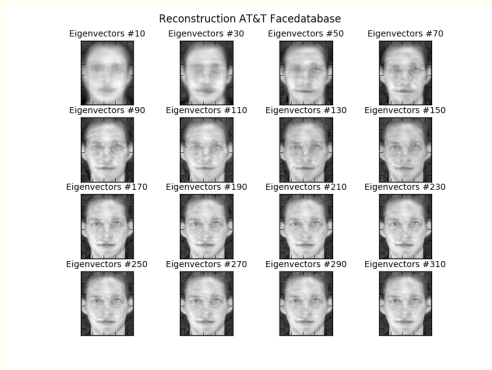 Reconstruction AT&T Facedatabase
Eigenvectors #10 Eigenvectors #30 Eigenvectors #50 Eigenvectors #70
Eigenvectors #90 Eigenvectors #110 Eigenvectors #130 Eigenvectors #150
Eigenvectors #170 Eigenvectors #190 Eigenvectors #210 Eigenvectors #230
Eigenvectors #250 Eigenvectors #270 Eigenvectors #290 Eigenvectors #310